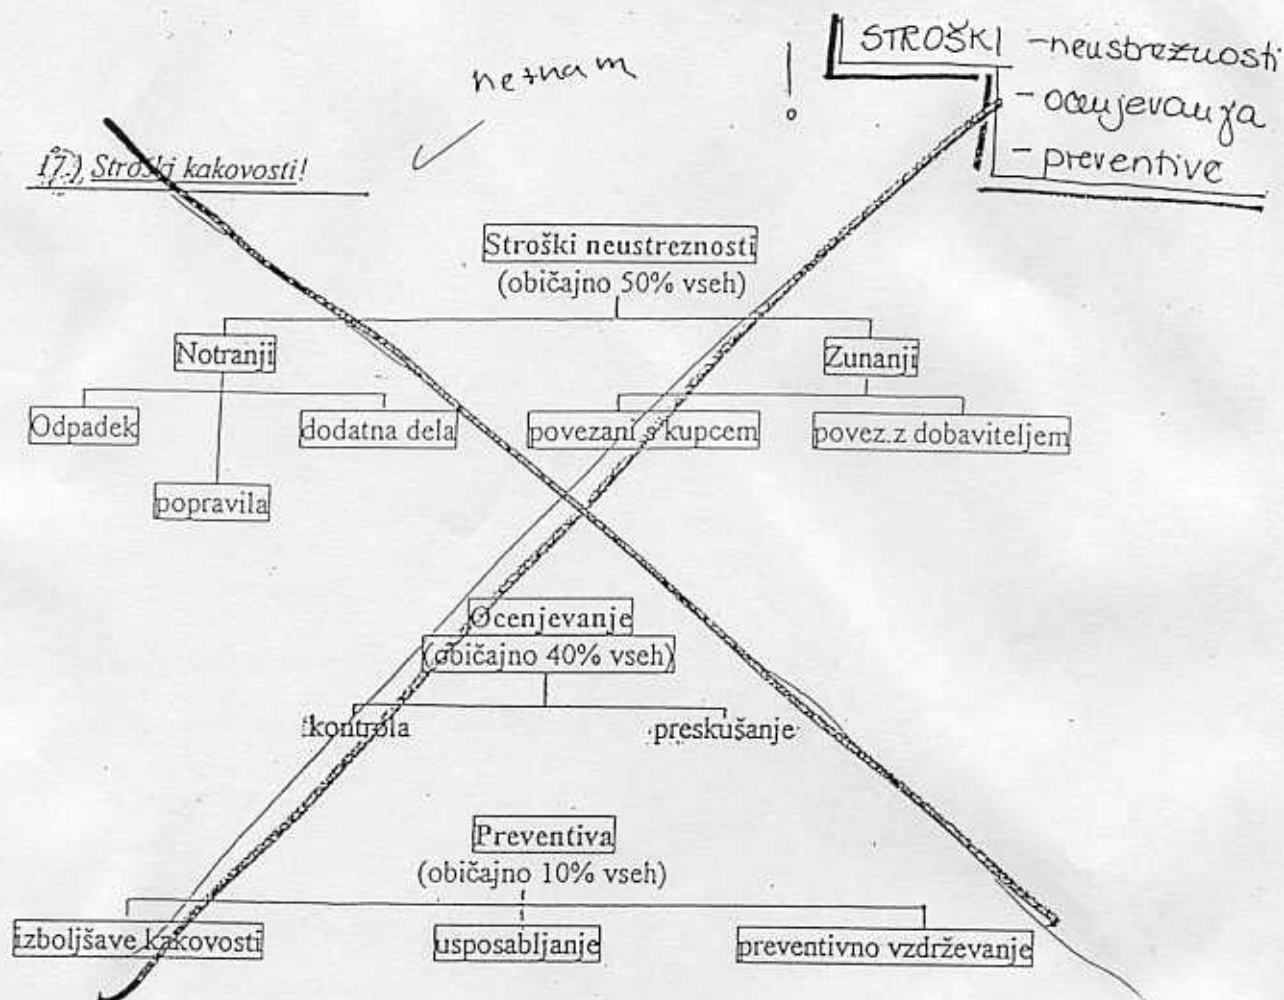 neznam
!
STROŠKI - neustreznosti
- ocenjevanja
- preventive
17.) Stroški kakovosti!
Stroški neustreznosti
(običajno 50% vseh)
Notranji
Zunanji
Odpadek
dodatna dela
povezani s kupcem
povez.z dobaviteljem
popravila
Ocenjevanje
(običajno 40% vseh)
kontrola
preskušanje
Preventiva
(običajno 10% vseh)
izboljšave kakovosti
usposabljanje
preventivno vzdrževanje